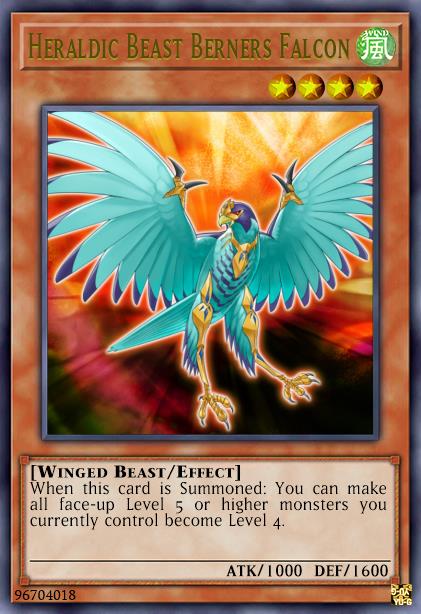 Heraldic Beast Berners Falcon
WIND
風
[Winged Beast/Effect]
When this card is Summoned: You can make
all face-up Level 5 or higher monsters you
currently control become Level 4.
ATK/1000 DEF/1600
96704018